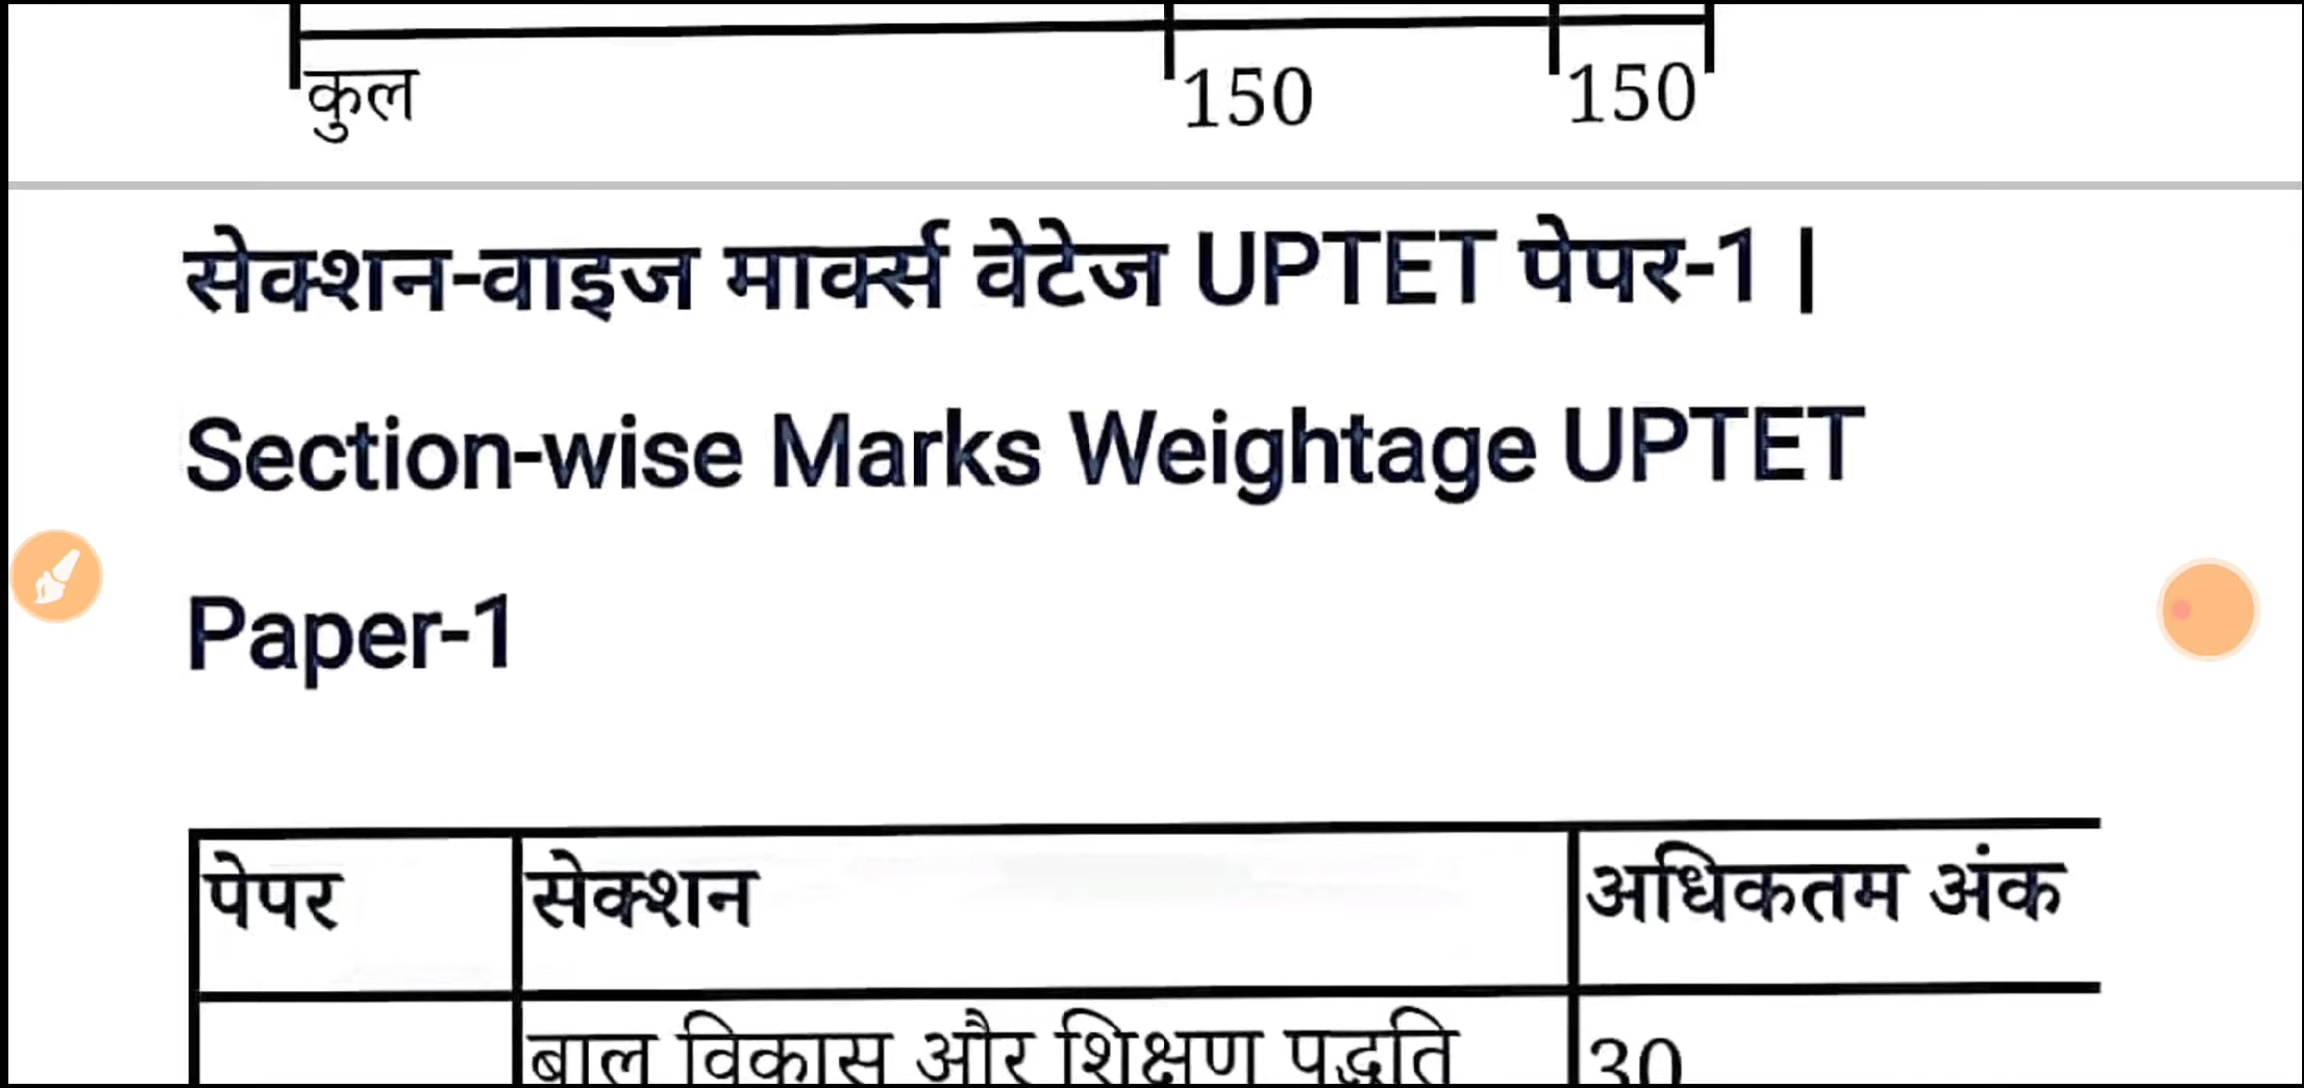 कुल 150 150
सेक्शन-वाइज मार्क्स वेटेज UPTET पेपर-1 |
Section-wise Marks Weightage UPTET
Paper-1
पेपर सेक्शन अधिकतम अंक
बाल विकास और शिक्षण पद्धति 30